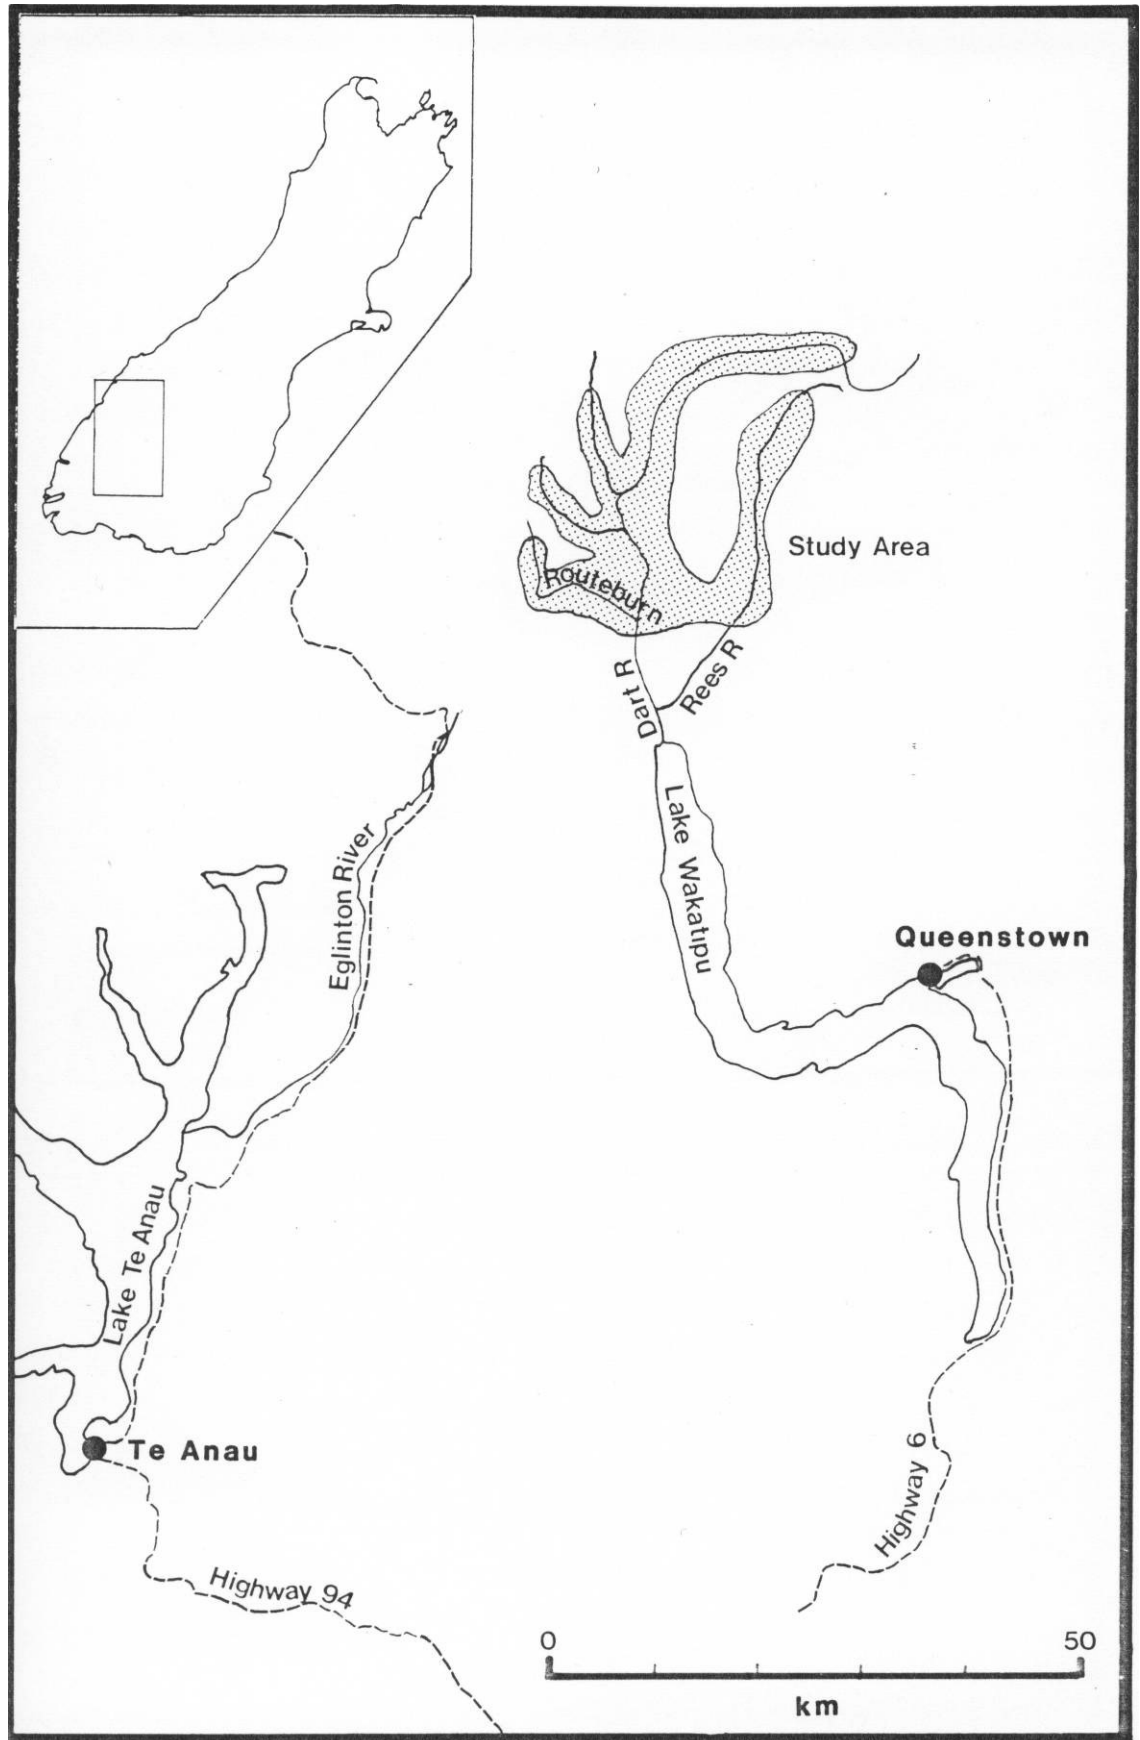 Study Area
Routeburn
Dart R
Rees R
Lake Wakatipu
Eglinton River
Queenstown
Lake Te Anau
Te Anau
Highway 6
Highway 94
0 50
km